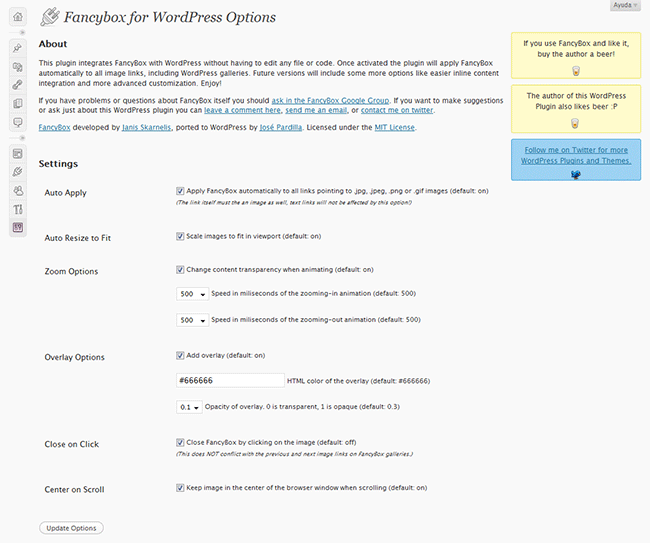 Ayuda
Fancybox for WordPress Options
If you use FancyBox and like it,
buy the author a beer!
The author of this WordPress
Plugin also likes beer :P
Follow me on Twitter for more
WordPress Plugins and Themes.
About
This plugin integrates FancyBox with WordPress without having to edit any file or code. Once activated the plugin will apply FancyBox
automatically to all image links, including WordPress galleries. Future versions will include some more options like easier inline content
integration and more advanced customization. Enjoy!
If you have problems or questions about FancyBox itself you should ask in the FancyBox Google Group. If you want to make suggestions
or ask just about this WordPress plugin you can leave a comment here, send me an email, or contact me on twitter.
FancyBox developed by Janis Skarnelis, ported to WordPress by José Pardilla. Licensed under the MIT License.
Settings
Auto Apply
Apply FancyBox automatically to all links pointing to .jpg, .jpeg, .png or .gif images (default: on)
(The link itself must the an image as well, text links will not be affected by this option!)
Auto Resize to Fit
Scale images to fit in viewport (default: on)
Zoom Options
Change content transparency when animating (default: on)
500 Speed in miliseconds of the zooming-in animation (default: 500)
500 Speed in miliseconds of the zooming-out animation (default: 500)
Overlay Options
Add overlay (default: on)
#666666 HTML color of the overlay (default: #666666)
0.1 Opacity of overlay. 0 is transparent, 1 is opaque (default: 0.3)
Close on Click
Close FancyBox by clicking on the image (default: off)
(This does NOT conflict with the previous and next image links on FancyBox galleries.)
Center on Scroll
Keep image in the center of the browser window when scrolling (default: on)
Update Options